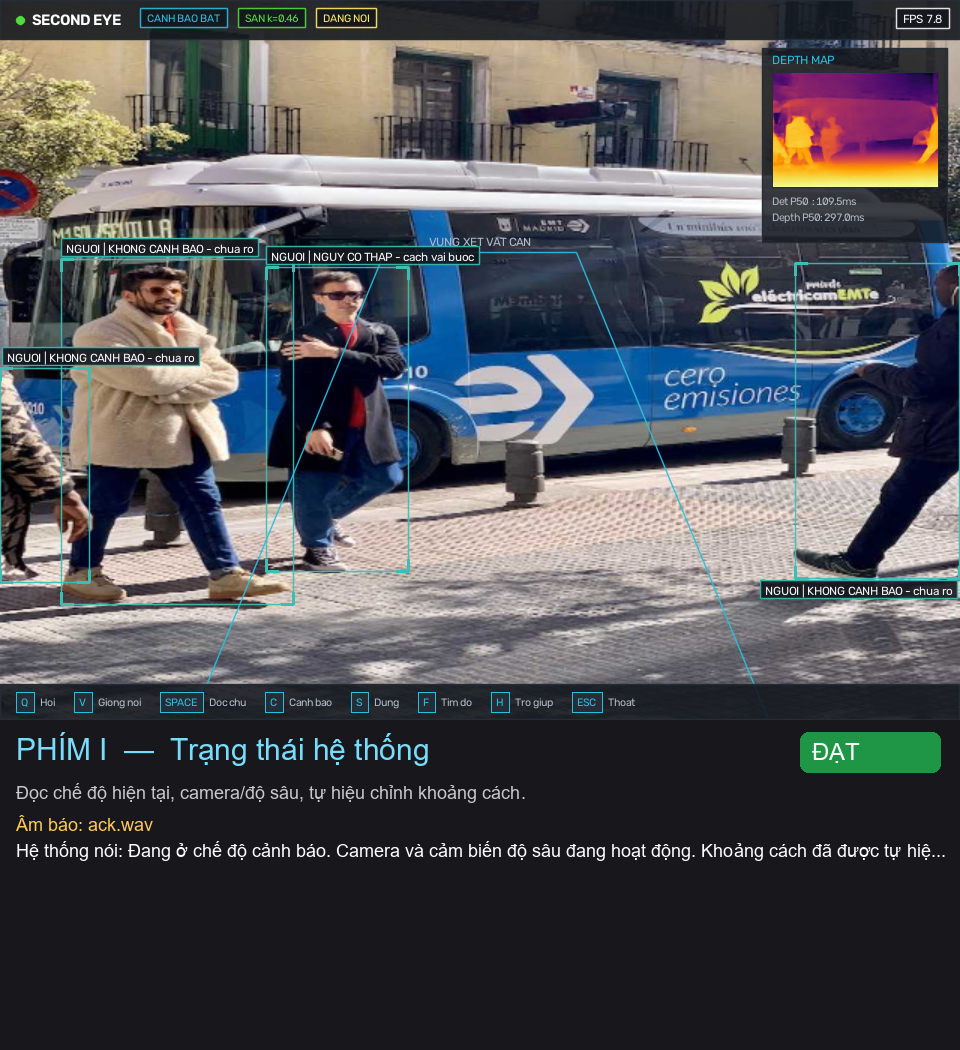 SECOND EYE
CANH BAO BAT
SAN k=0.46
DANG NOI
FPS 7.8
DEPTH MAP
Det P50 : 109.5ms
Depth P50: 297.0ms
EMT
MADRID
VUNG XET VAT CAN
NGUOI | KHONG CANH BAO - chua ro
NGUOI | NGUY CO THAP - cach vai buoc
eléctricamEMTe
NGUOI | KHONG CANH BAO - chua ro
cero
emisiones
NGUOI | KHONG CANH BAO - chua ro
Q Hoi V Giong noi SPACE Doc chu C Canh bao S Dung F Tim do H Tro giup ESC Thoat
PHÍM I — Trạng thái hệ thống
ĐẠT
Đọc chế độ hiện tại, camera/độ sâu, tự hiệu chỉnh khoảng cách.
Âm báo: ack.wav
Hệ thống nói: Đang ở chế độ cảnh báo. Camera và cảm biến độ sâu đang hoạt động. Khoảng cách đã được tự hiệ...